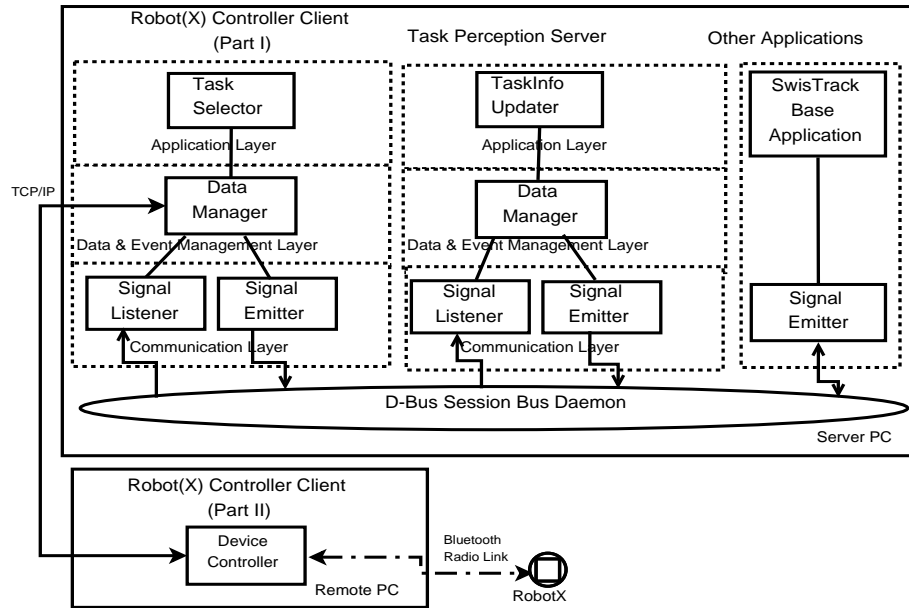 Robot(X) Controller Client
(Part I)
Task Perception Server
Other Applications
Task
Selector
TaskInfo
Updater
SwisTrack
Base
Application
Application Layer
Application Layer
TCP/IP
Data
Manager
Data
Manager
Data & Event Management Layer
Data & Event Management Layer
Signal
Listener
Signal
Emitter
Signal
Listener
Signal
Emitter
Signal
Emitter
Communication Layer
Communication Layer
D-Bus Session Bus Daemon
Server PC
Robot(X) Controller Client
(Part II)
Device
Controller
Bluetooth
Radio Link
Remote PC
RobotX